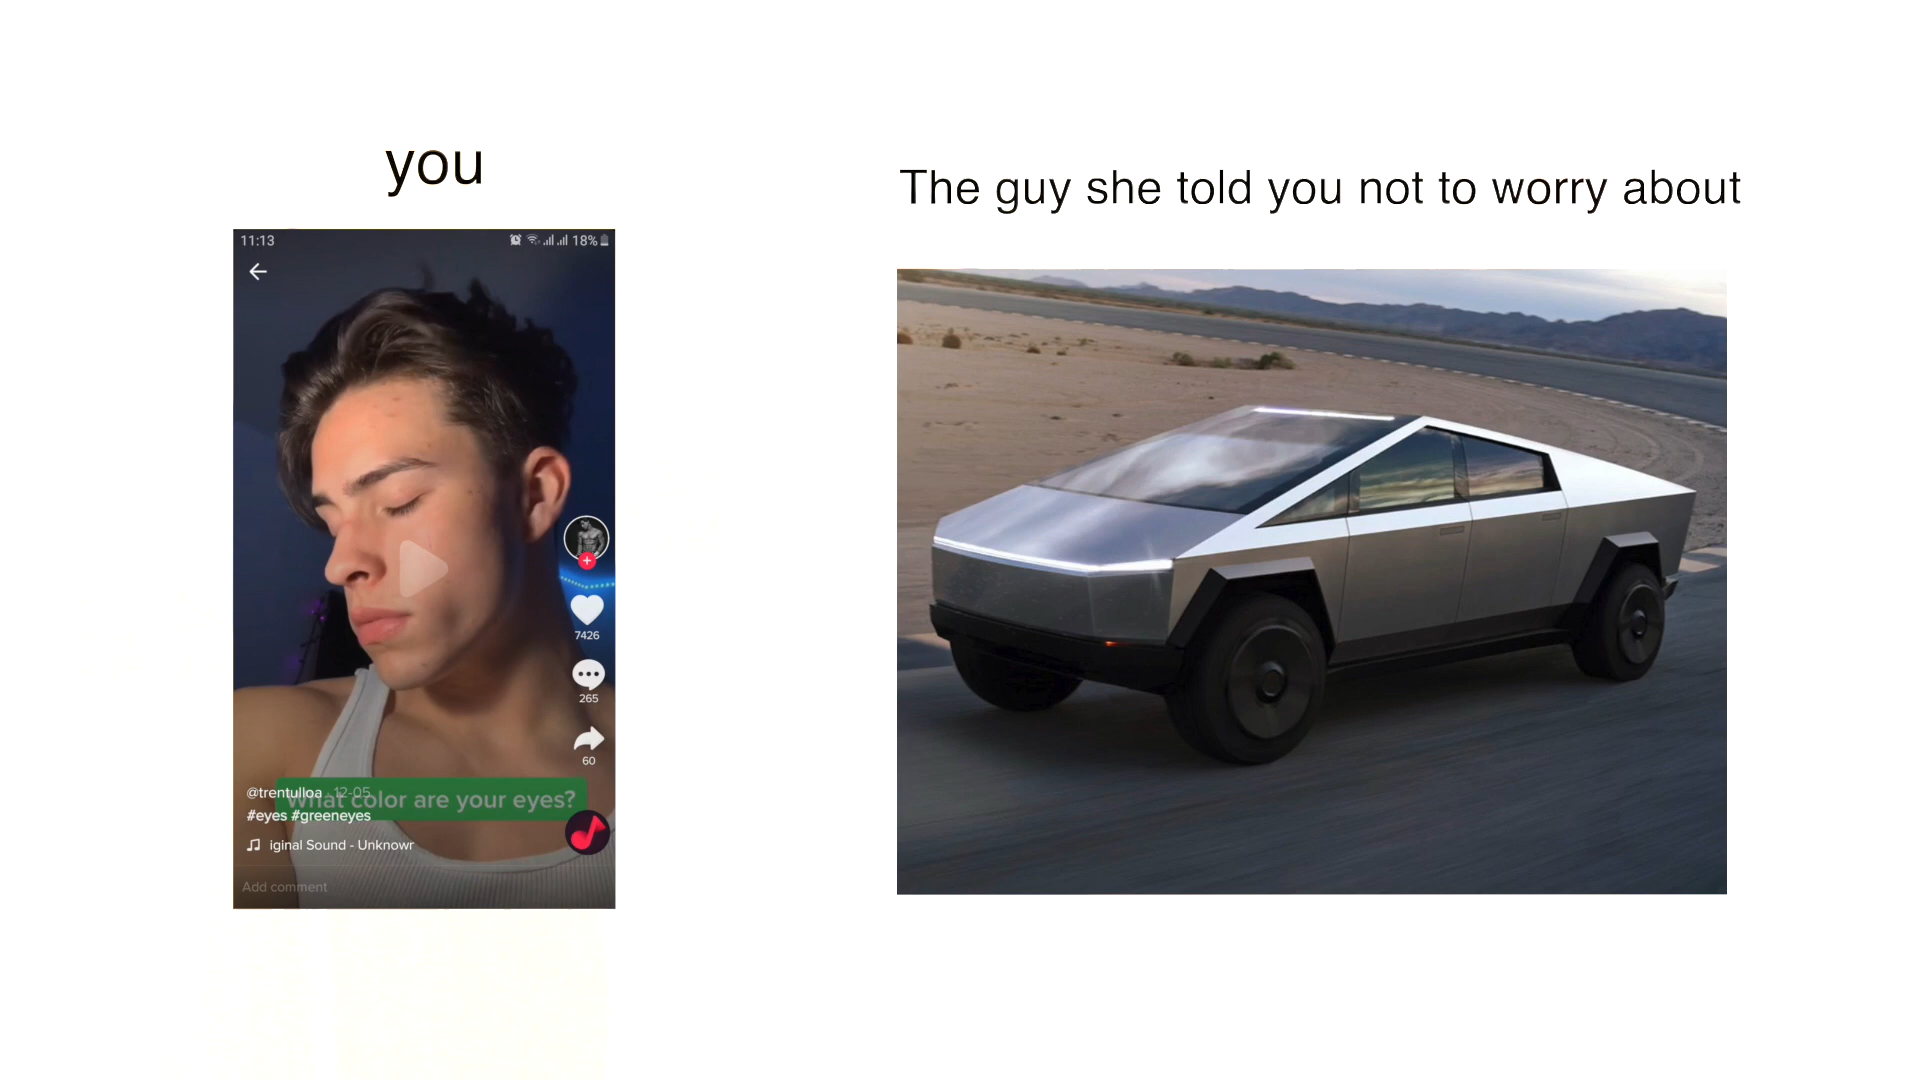 you
The guy she told you not to worry about
11:13
18%
7426
265
60
@trentulloa · 12-05
What color are your eyes?
#eyes #greeneyes
iginal Sound - Unknowr
Add comment